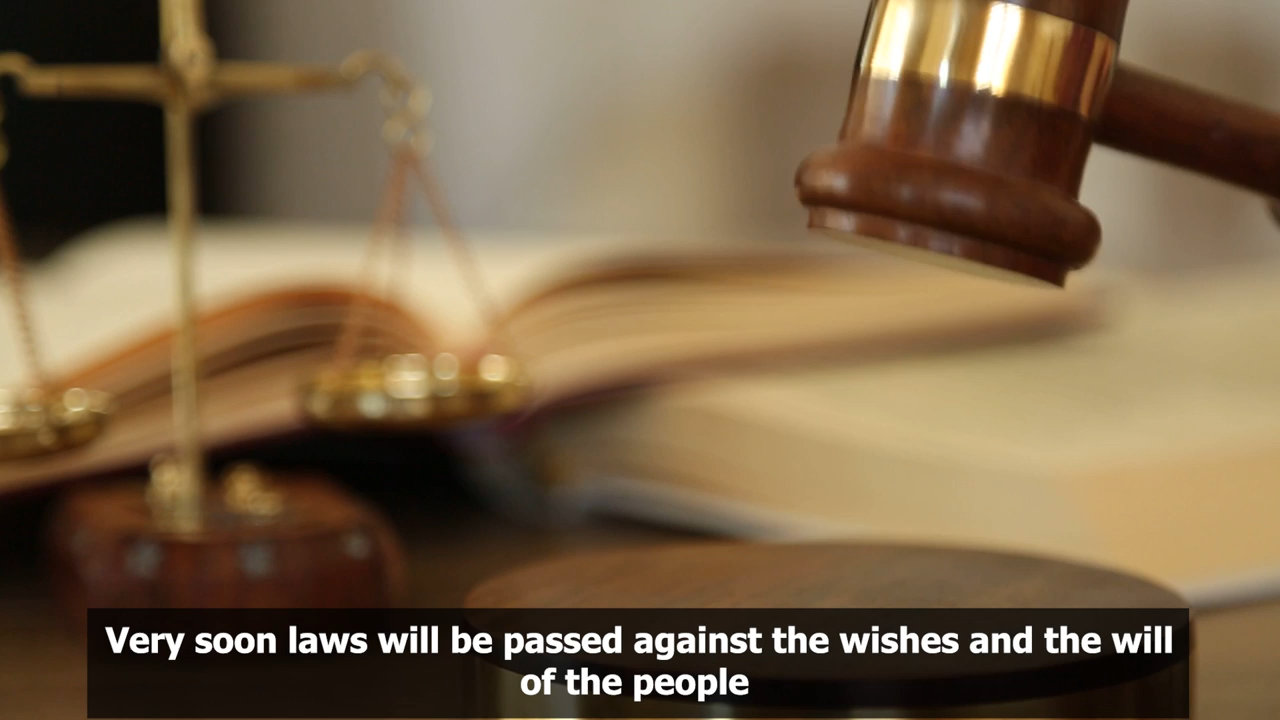 Very soon laws will be passed against the wishes and the will
of the people